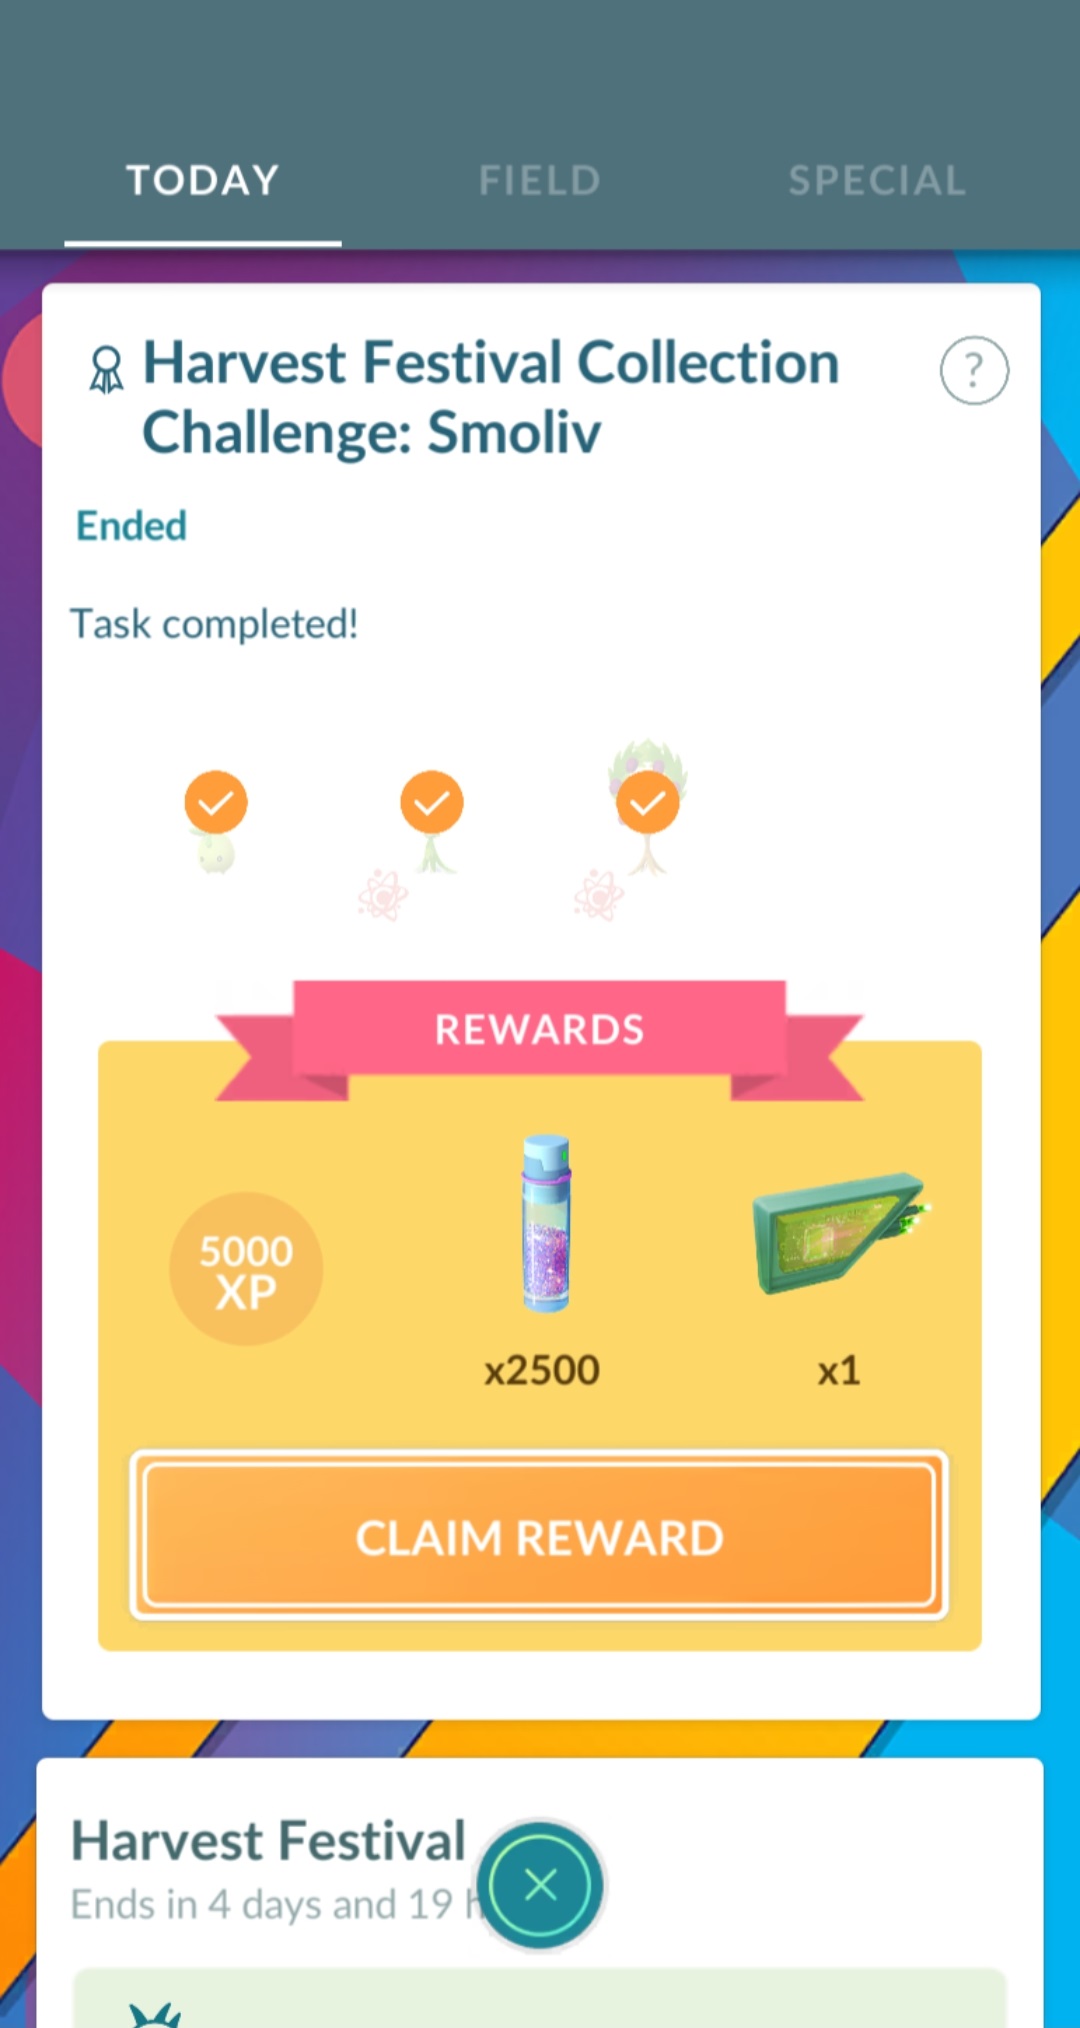 TODAY
FIELD
SPECIAL
Harvest Festival Collection
Challenge: Smoliv
?
Ended
Task completed!
REWARDS
5000
XP
x2500
x1
CLAIM REWARD
Harvest Festival
Ends in 4 days and 19